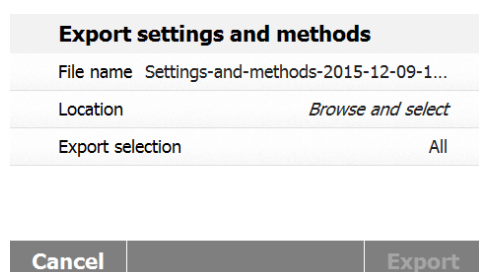 Export settings and methods
File name Settings-and-methods-2015-12-09-1...
Location Browse and select
Export selection All
Cancel Export